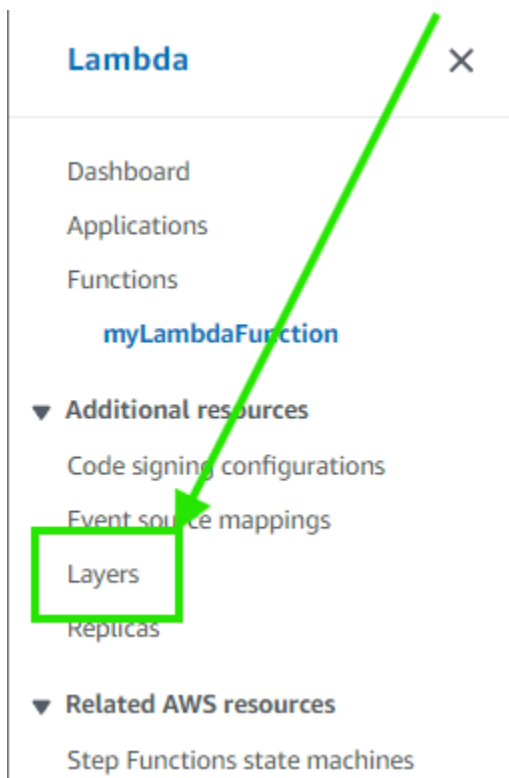 Lambda
Dashboard
Applications
Functions
myLambdaFunction
Additional resources
Code signing configurations
Event source mappings
Layers
Replicas
Related AWS resources
Step Functions state machines